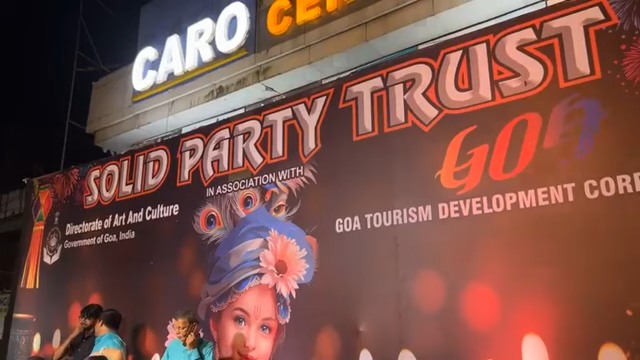 CARO
CEN
SOLID PARTY TRUST
IN ASSOCIATION WITH
GOA
Directorate of Art And Culture
Government of Goa, India
GOA TOURISM DEVELOPMENT CORP